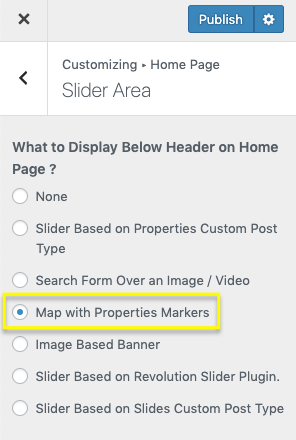 Publish
Customizing ▸ Home Page
Slider Area
What to Display Below Header on Home
Page ?
None
Slider Based on Properties Custom Post
Type
Search Form Over an Image / Video
Map with Properties Markers
Image Based Banner
Slider Based on Revolution Slider Plugin.
Slider Based on Slides Custom Post Type